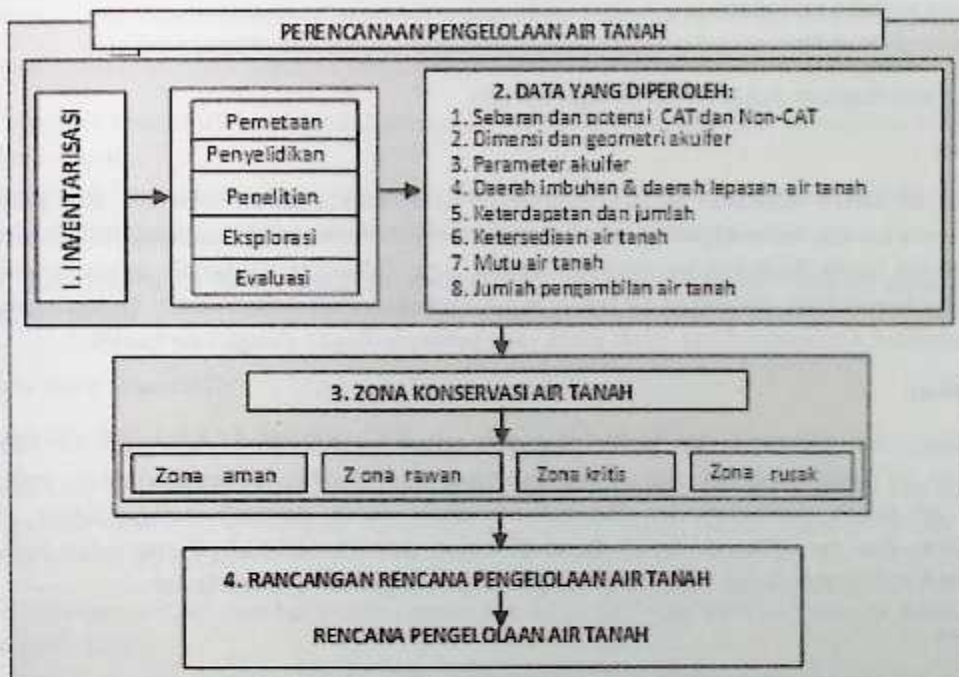 PERENCANAAN PENGELOLAAN AIR TANAH
1. INVENTARISASI
Pemetaan
Penyelidikan
Penelitian
Eksplorasi
Evaluasi
2. DATA YANG DIPEROLEH:
1. Sebaran dan potensi CAT dan Non-CAT
2. Dimensi dan geometri akuifer
3. Parameter akuifer
4. Daerah imbuhan & daerah lepasan air tanah
5. Keterdapatan dan jumlah
6. Ketersediaan air tanah
7. Mutu air tanah
8. Jumlah pengambilan air tanah
3. ZONA KONSERVASI AIR TANAH
Zona aman
Zona rawan
Zona kritis
Zona rusak
4. RANCANGAN RENCANA PENGELOLAAN AIR TANAH
RENCANA PENGELOLAAN AIR TANAH